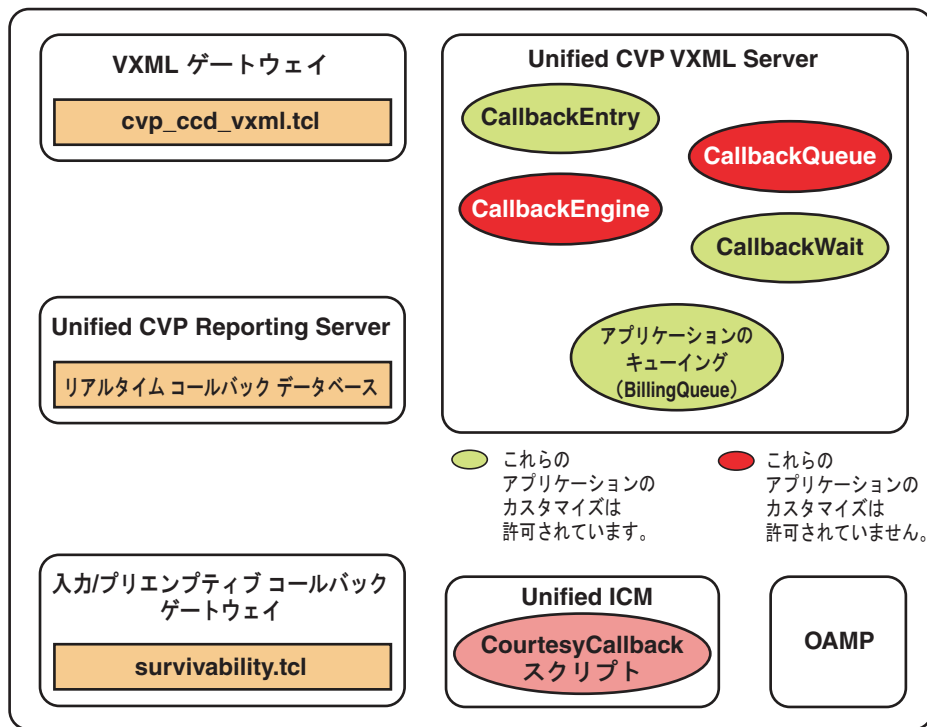 VXML ゲートウェイ
cvp_ccd_vxml.tcl
Unified CVP VXML Server
CallbackEntry
CallbackQueue
CallbackEngine
CallbackWait
アプリケーションの
キューイング
（BillingQueue）
Unified CVP Reporting Server
リアルタイム コールバック データベース
これらの
アプリケーションの
カスタマイズは
許可されています。
これらの
アプリケーションの
カスタマイズは
許可されていません。
入力/プリエンプティブ コールバック
ゲートウェイ
survivability.tcl
Unified ICM
CourtesyCallback
スクリプト
OAMP